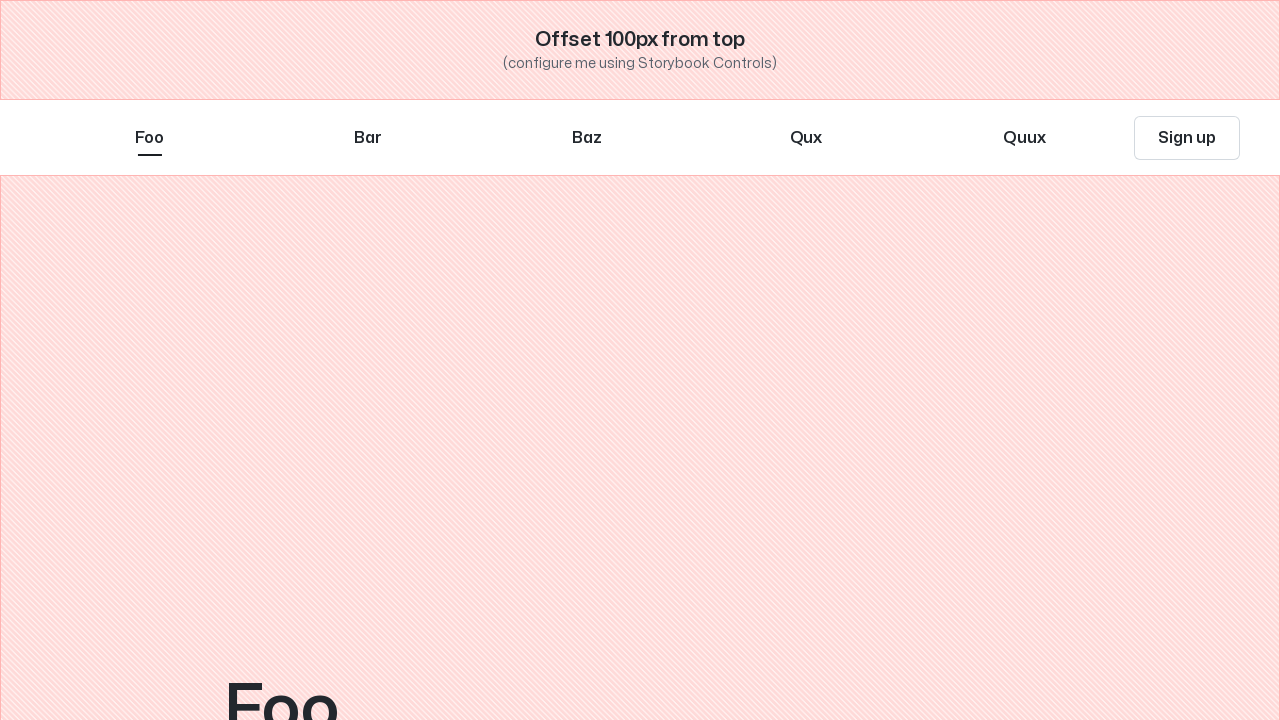 Offset 100px from top
(configure me using Storybook Controls)
Foo Bar Baz Qux Quux Sign up
Foo